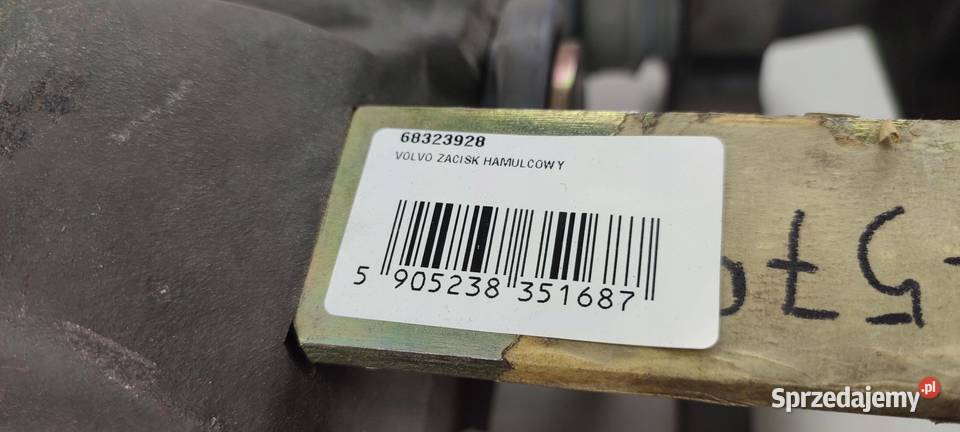 68323928
VOLVO ZACISK HAMULCOWY
5 905238 351687
Sprzedajemy.pl